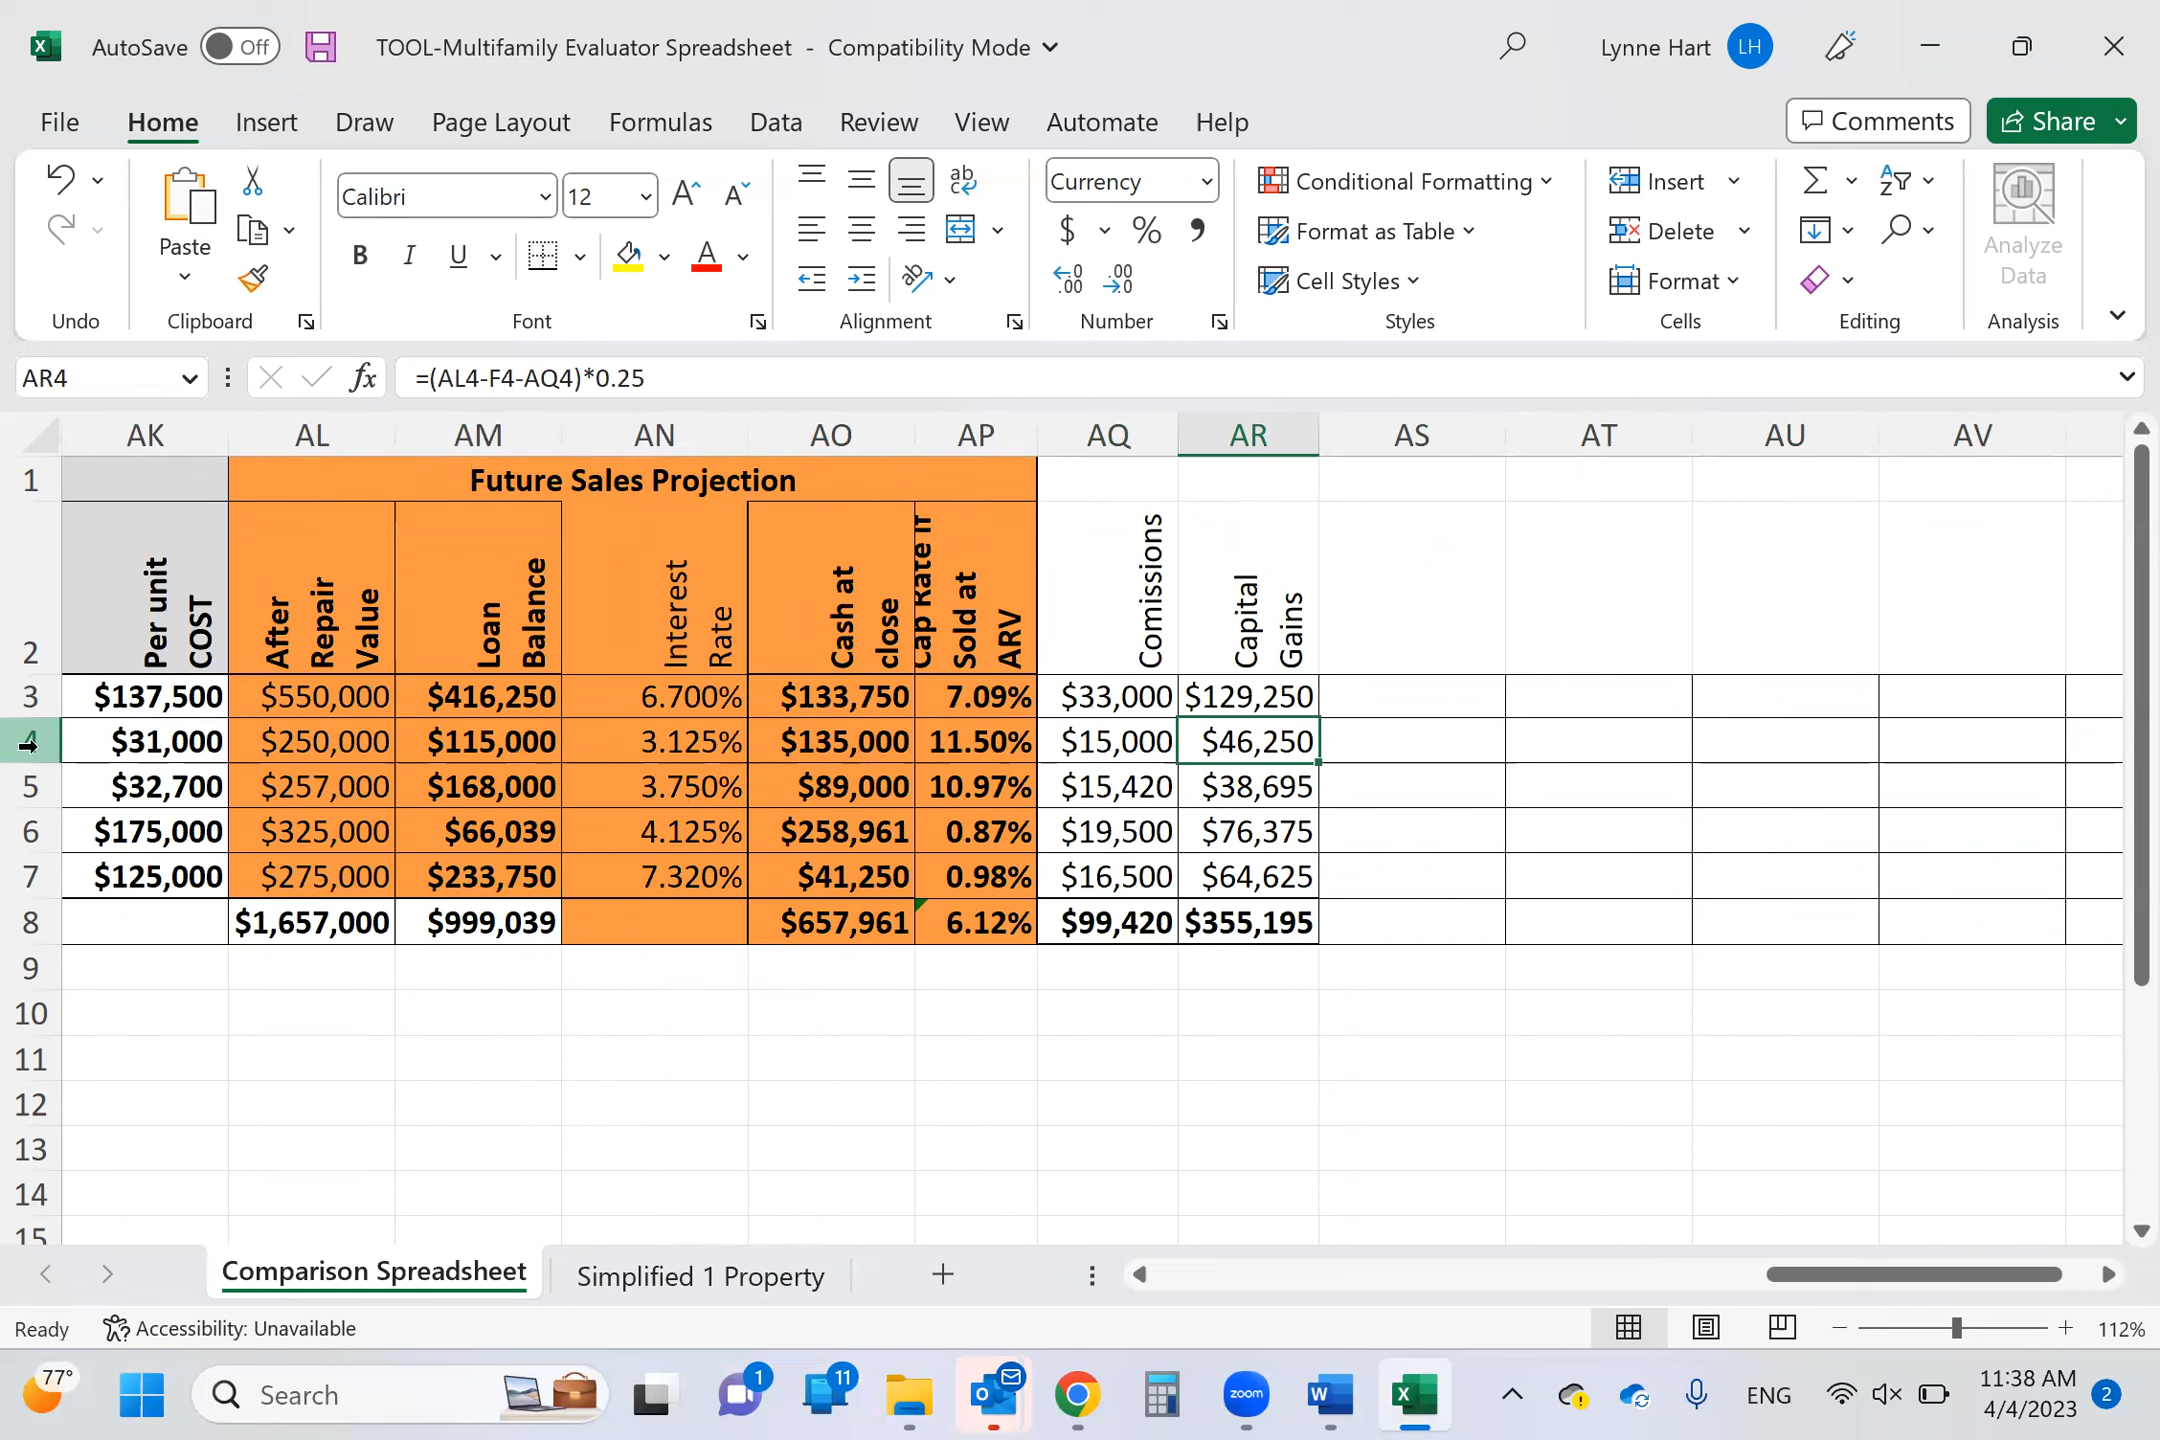 AutoSave Off TOOL-Multifamily Evaluator Spreadsheet - Compatibility Mode Lynne Hart LH
File Home Insert Draw Page Layout Formulas Data Review View Automate Help Comments Share
Paste Calibri 12 Currency Conditional Formatting Insert
B I U $ % Format as Table Delete Analyze Data
Cell Styles Format
Undo Clipboard Font Alignment Number Styles Cells Editing Analysis
AR4 fx =(AL4-F4-AQ4)*0.25
AK AL AM AN AO AP AQ AR AS AT AU AV
1 Future Sales Projection
2 Per unit COST After Repair Value Loan Balance Interest Rate Cash at close Cap Rate if Sold at ARV Comissions Capital Gains
3 $137,500 $550,000 $416,250 6.700% $133,750 7.09% $33,000 $129,250
4 $31,000 $250,000 $115,000 3.125% $135,000 11.50% $15,000 $46,250
5 $32,700 $257,000 $168,000 3.750% $89,000 10.97% $15,420 $38,695
6 $175,000 $325,000 $66,039 4.125% $258,961 0.87% $19,500 $76,375
7 $125,000 $275,000 $233,750 7.320% $41,250 0.98% $16,500 $64,625
8 $1,657,000 $999,039 $657,961 6.12% $99,420 $355,195
9
10
11
12
13
14
15
Comparison Spreadsheet Simplified 1 Property
Ready Accessibility: Unavailable 112%
77° Search 1 11 zoom ENG 11:38 AM 2
4/4/2023